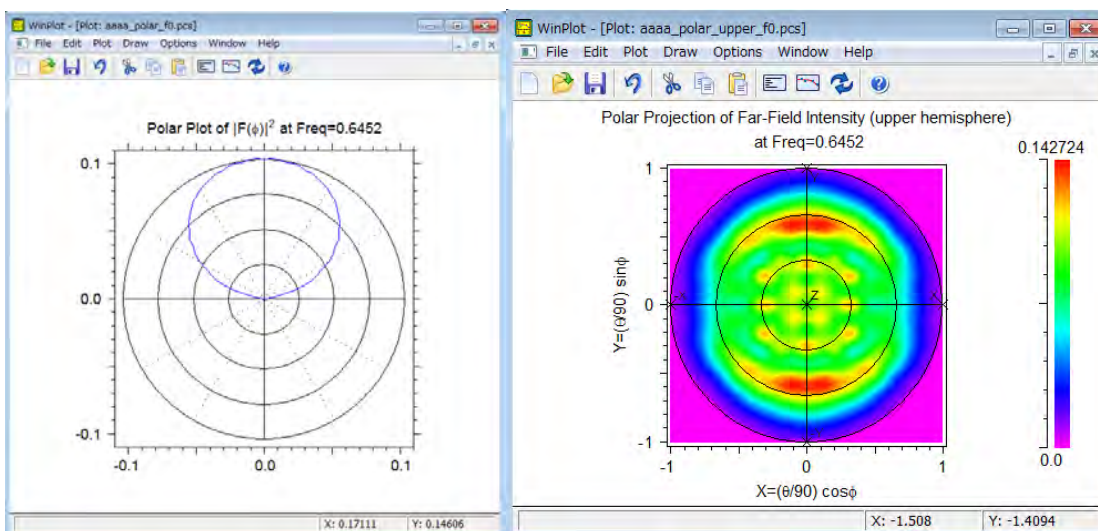 WinPlot - [Plot: aaaa_polar_f0.pcs]
File Edit Plot Draw Options Window Help
Polar Plot of |F(ϕ)|² at Freq=0.6452
0.1
0.0
-0.1
-0.1 0.0 0.1
X: 0.17111 Y: 0.14606
WinPlot - [Plot: aaaa_polar_upper_f0.pcs]
File Edit Plot Draw Options Window Help
Polar Projection of Far-Field Intensity (upper hemisphere)
at Freq=0.6452
0.142724
1
0
-1
Y=(θ/90) sinϕ
Z
0.0
-1 0 1
X=(θ/90) cosϕ
X: -1.508 Y: -1.4094